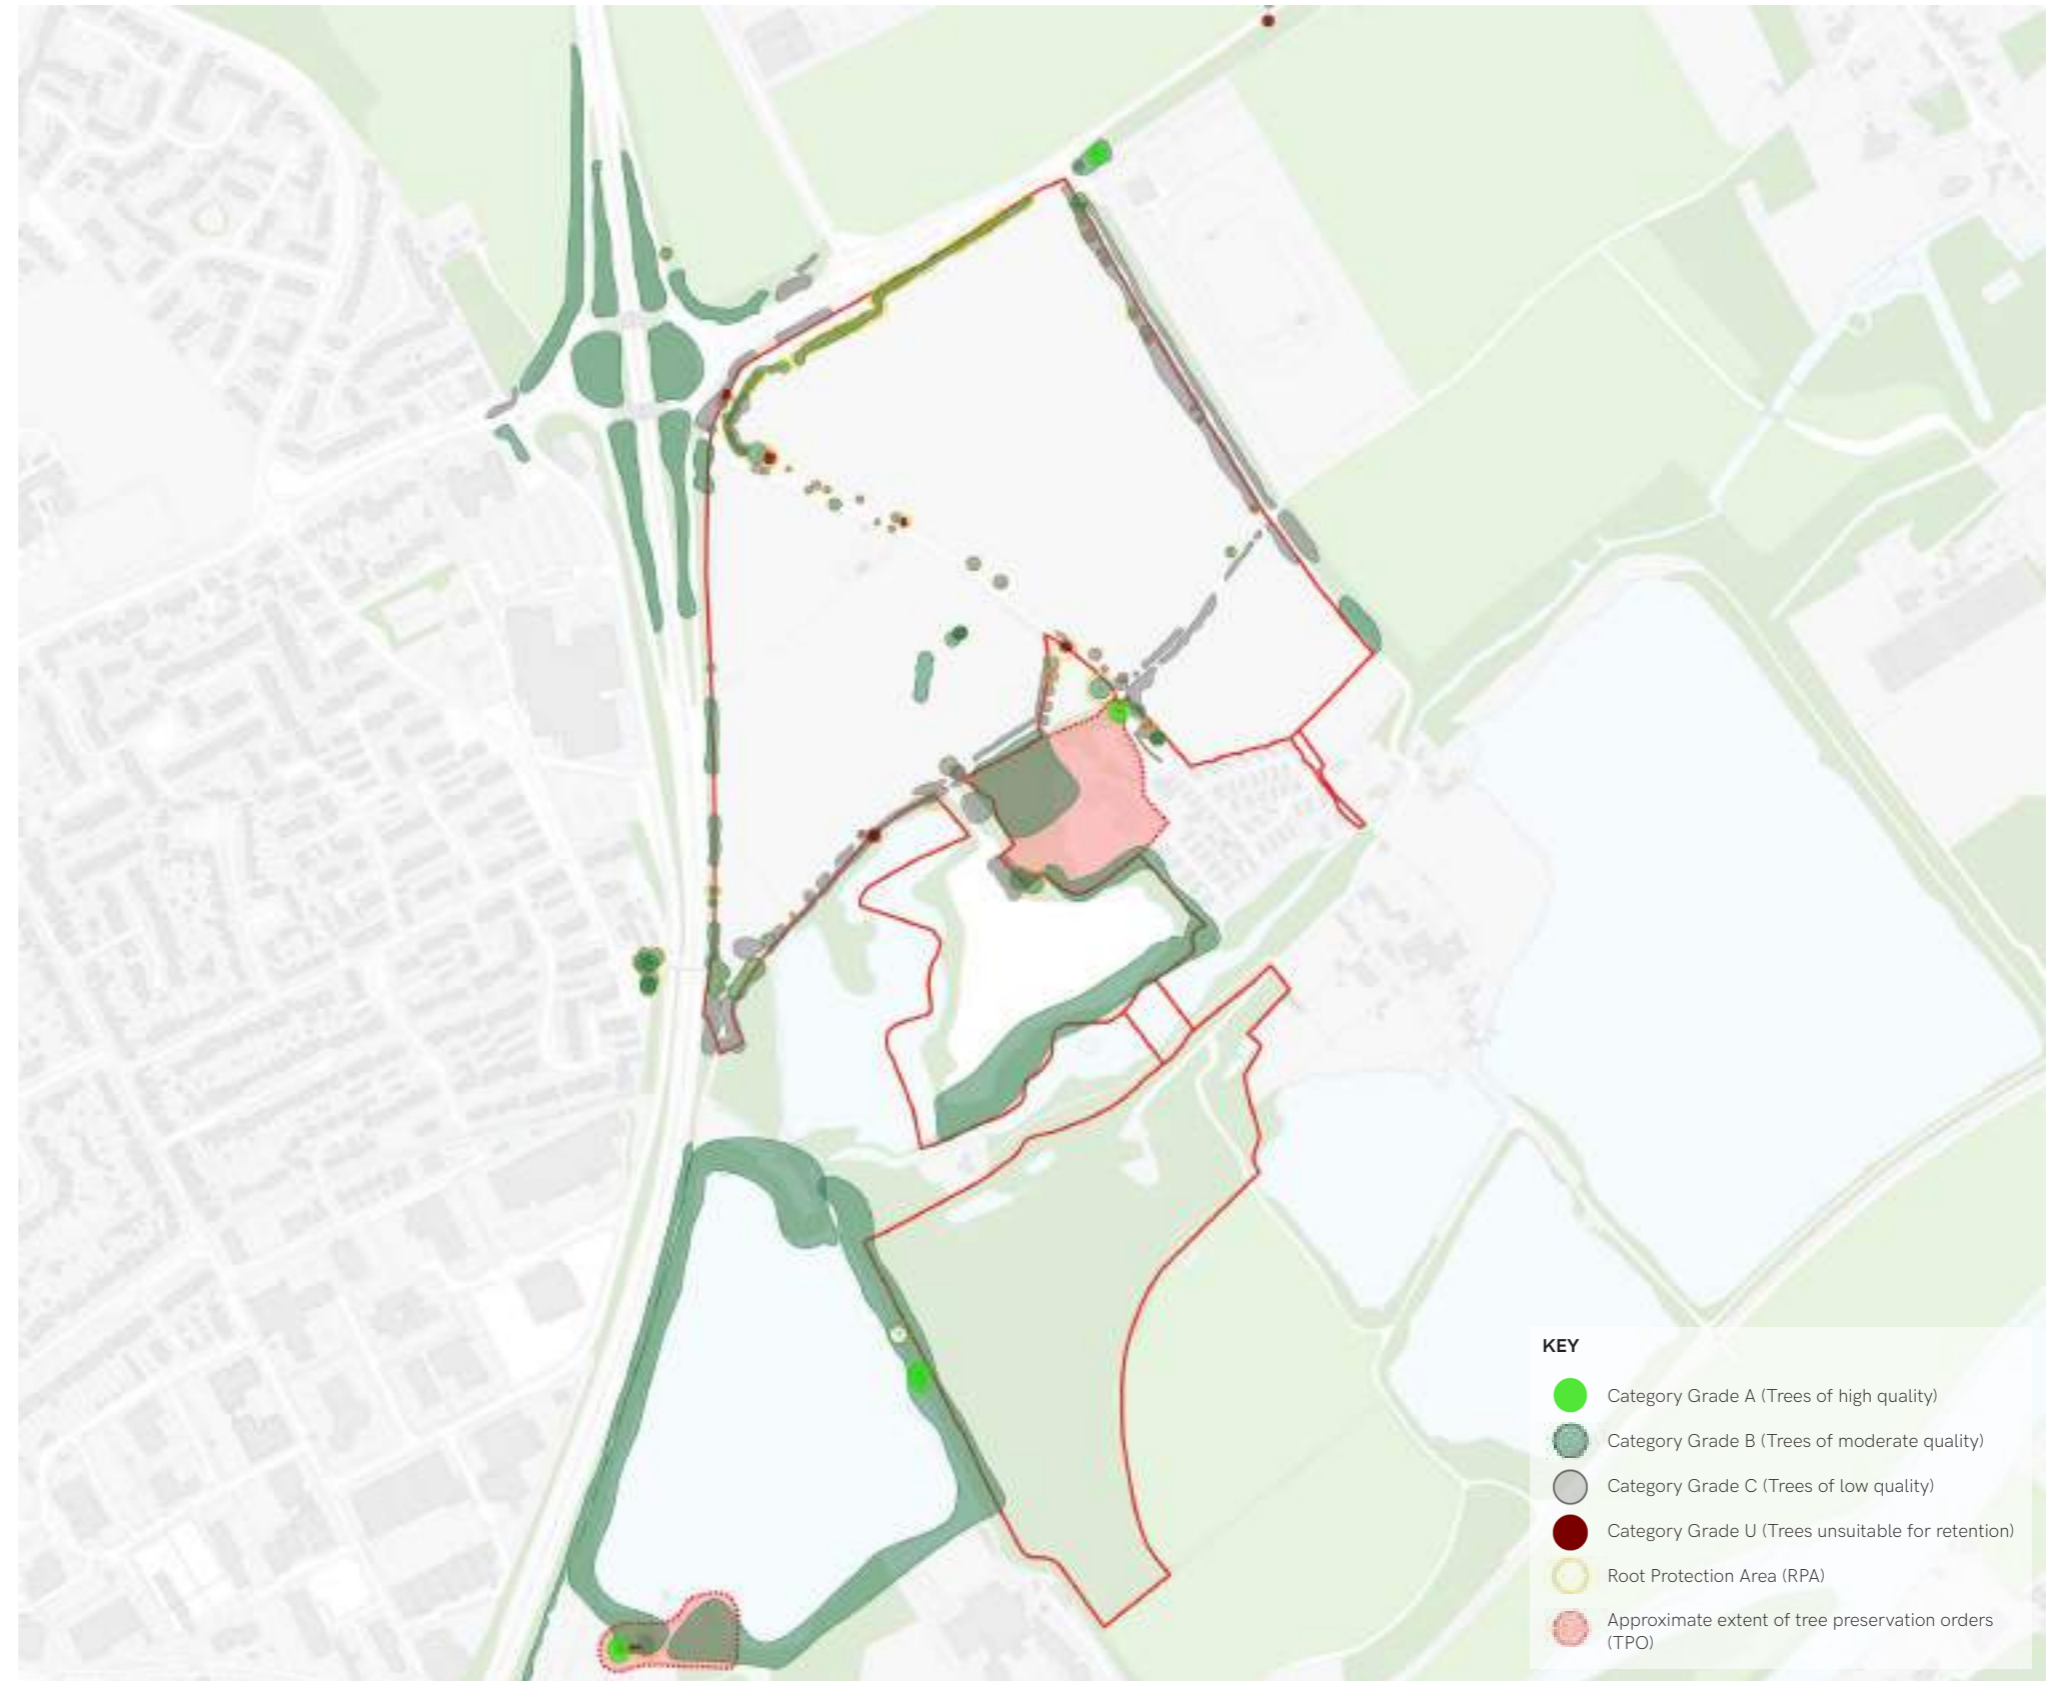 KEY
Category Grade A (Trees of high quality)
Category Grade B (Trees of moderate quality)
Category Grade C (Trees of low quality)
Category Grade U (Trees unsuitable for retention)
Root Protection Area (RPA)
Approximate extent of tree preservation orders
(TPO)